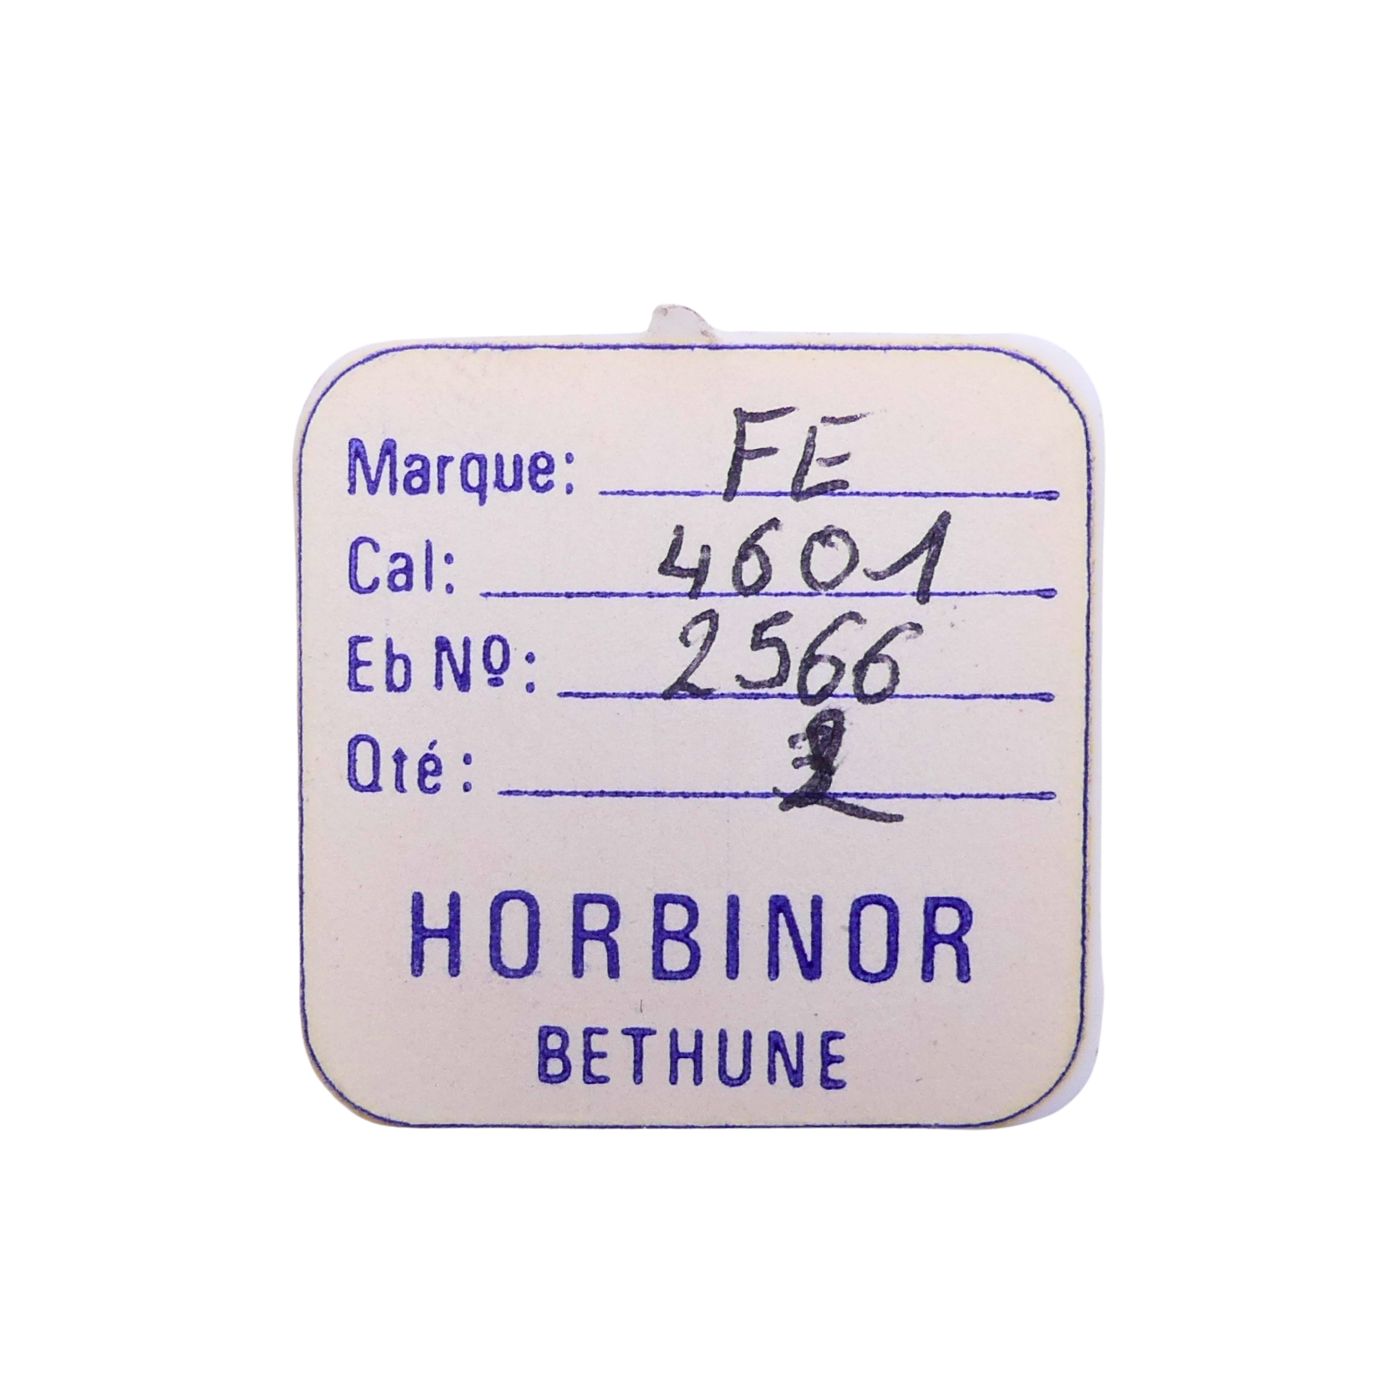 Marque: FE
Cal: 4601
Eb Nº: 2566
Qté: 2
HORBINOR
BETHUNE